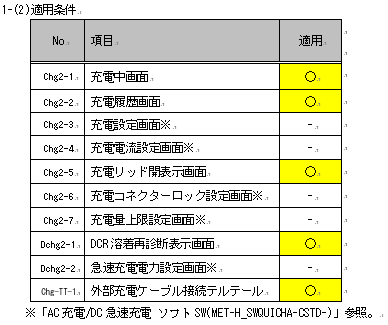 1-(2)適用条件
No 項目 適用
Chg2-1 充電中画面 ○
Chg2-2 充電履歴画面 ○
Chg2-3 充電設定画面※ -
Chg2-4 充電電流設定画面※ -
Chg2-5 充電リッド開表示画面 ○
Chg2-6 充電コネクターロック設定画面※ -
Chg2-7 充電量上限設定画面※ -
Dchg2-1 DCR溶着再診断表示画面 ○
Dchg2-2 急速充電電力設定画面※ -
Chg-TT-1 外部充電ケーブル接続テルテール ○
※「AC充電/DC急速充電 ソフトSW(MET-H_SWQUICHA-CSTD-)」参照。